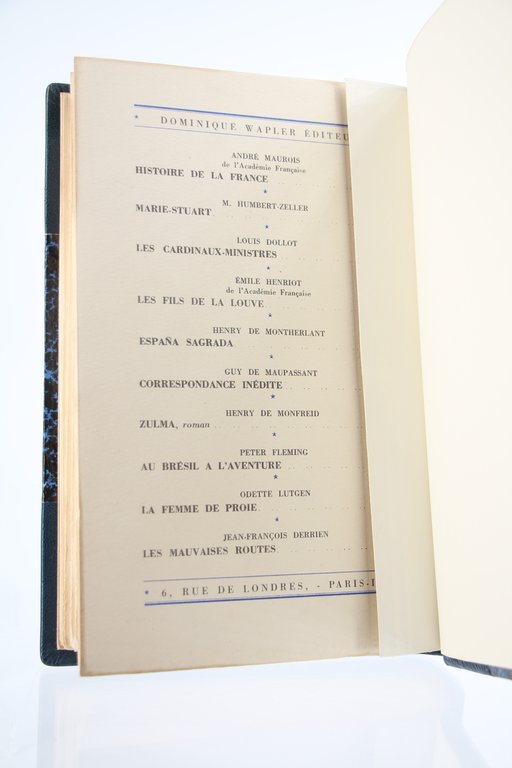 * DOMINIQUE WAPLER ÉDITEU
ANDRÉ MAUROIS
de l'Académie Française
HISTOIRE DE LA FRANCE . . . . . . . .
*
M. HUMBERT-ZELLER
MARIE-STUART . . . . . . . .
*
LOUIS DOLLOT
LES CARDINAUX-MINISTRES . . . . . . . .
*
ÉMILE HENRIOT
de l'Académie Française
LES FILS DE LA LOUVE . . . . . . . .
*
HENRY DE MONTHERLANT
ESPAÑA SAGRADA . . . . . . . .
*
GUY DE MAUPASSANT
CORRESPONDANCE INÉDITE . . . . . . . .
*
HENRY DE MONFREID
ZULMA, roman . . . . . . . .
*
PETER FLEMING
AU BRÉSIL A L'AVENTURE . . . . . . . .
*
ODETTE LUTGEN
LA FEMME DE PROIE . . . . . . . .
*
JEAN-FRANÇOIS DERRIEN
LES MAUVAISES ROUTES . . . . . . . .
* 6, RUE DE LONDRES, - PARIS-I